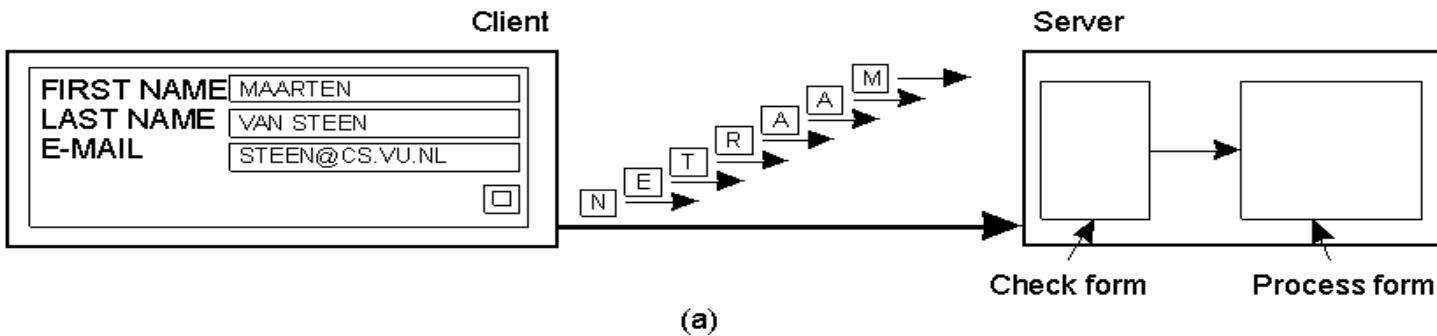 Client
Server
FIRST NAME MAARTEN
LAST NAME VAN STEEN
E-MAIL STEEN@CS.VU.NL
N E T R A A M
Check form
Process form
(a)